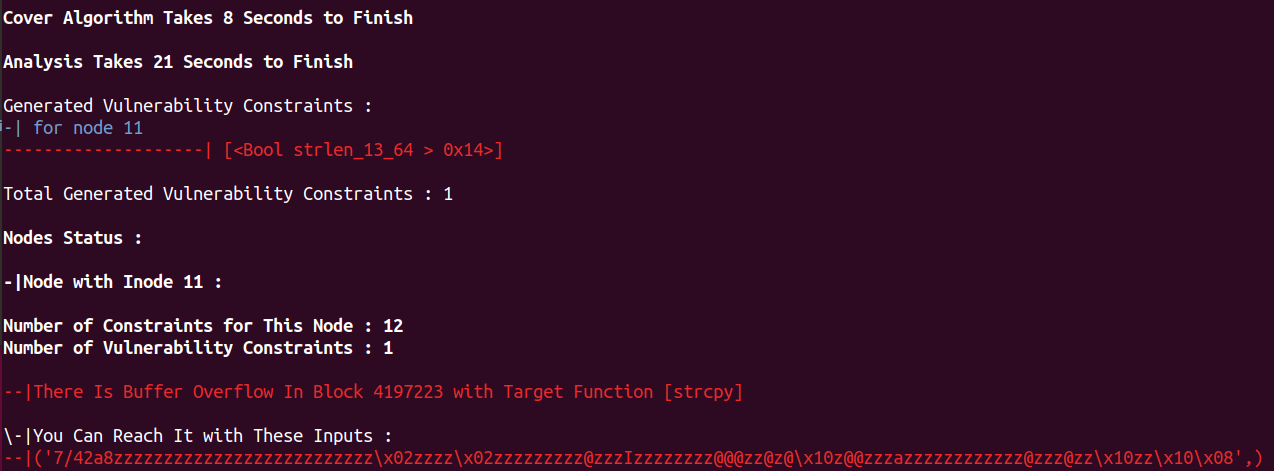 Cover Algorithm Takes 8 Seconds to Finish
Analysis Takes 21 Seconds to Finish
Generated Vulnerability Constraints :
-| for node 11
--------------------| [<Bool strlen_13_64 > 0x14>]
Total Generated Vulnerability Constraints : 1
Nodes Status :
-|Node with Inode 11 :
Number of Constraints for This Node : 12
Number of Vulnerability Constraints : 1
--|There Is Buffer Overflow In Block 4197223 with Target Function [strcpy]
\-|You Can Reach It with These Inputs :
--|('7/42a8zzzzzzzzzzzzzzzzzzzzzzzzzz\x02zzzz\x02zzzzzzzzz@zzzIzzzzzzzz@@@zz@z@\x10z@@zzzazzzzzzzzzzzz@zzz@zz\x10zz\x10\x08',)